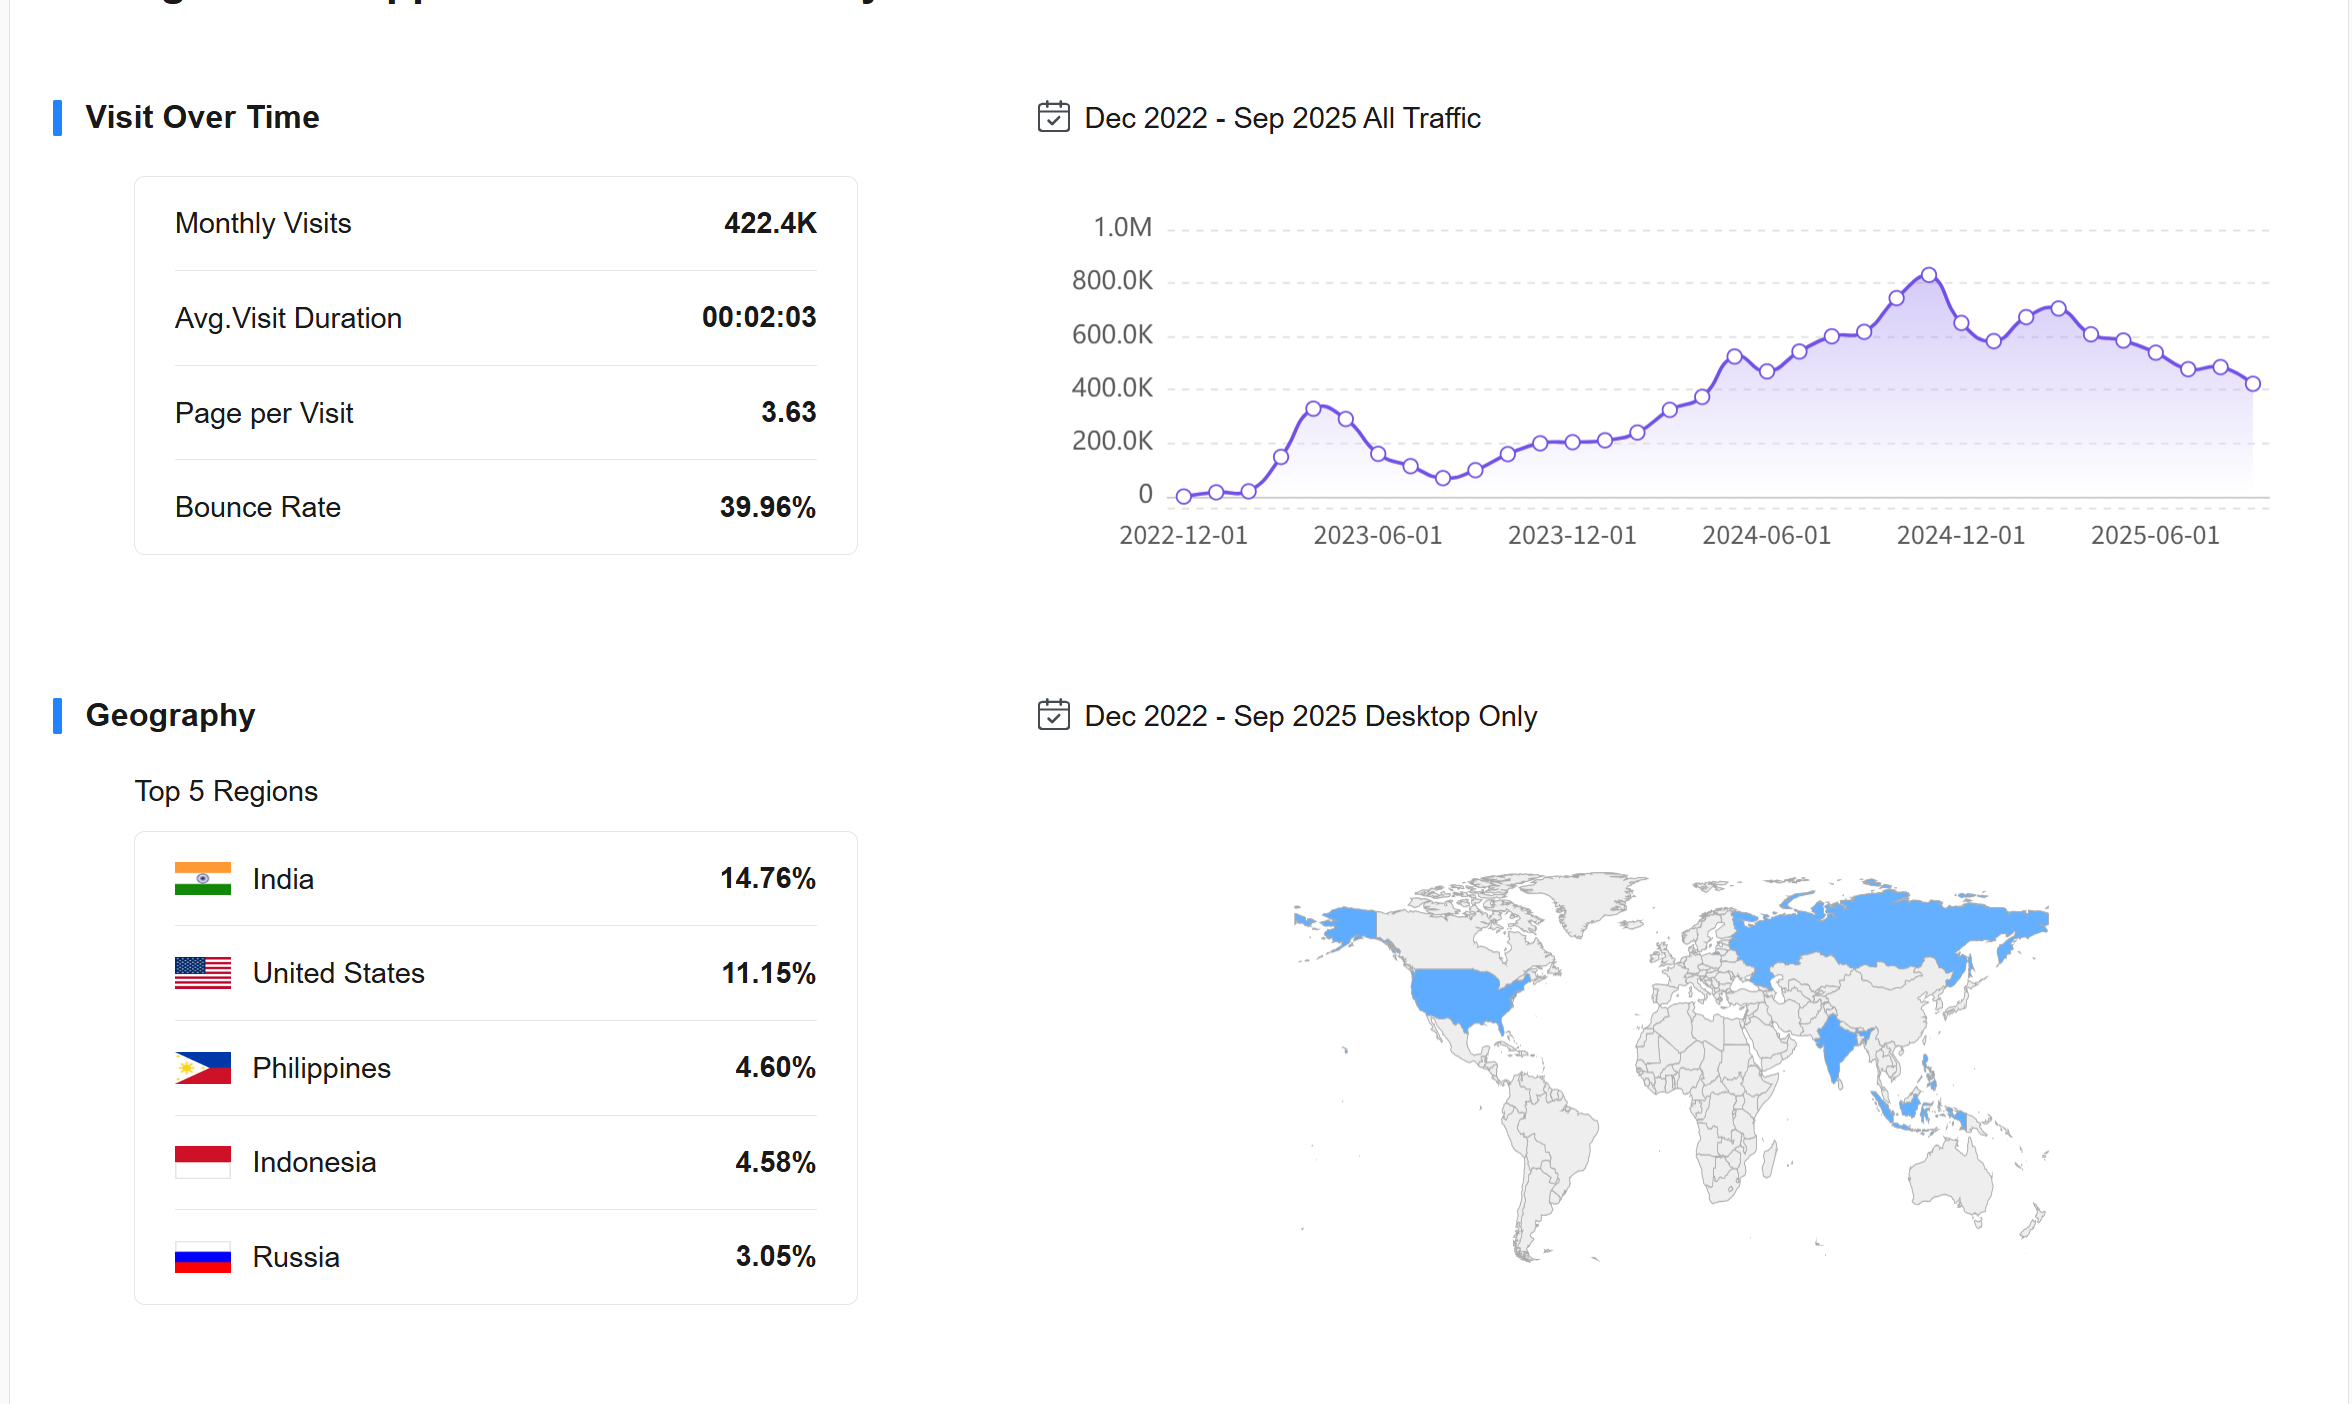 Visit Over Time
Dec 2022 - Sep 2025 All Traffic
Monthly Visits 422.4K
Avg.Visit Duration 00:02:03
Page per Visit 3.63
Bounce Rate 39.96%
1.0M
800.0K
600.0K
400.0K
200.0K
0
2022-12-01 2023-06-01 2023-12-01 2024-06-01 2024-12-01 2025-06-01
Geography
Dec 2022 - Sep 2025 Desktop Only
Top 5 Regions
India 14.76%
United States 11.15%
Philippines 4.60%
Indonesia 4.58%
Russia 3.05%